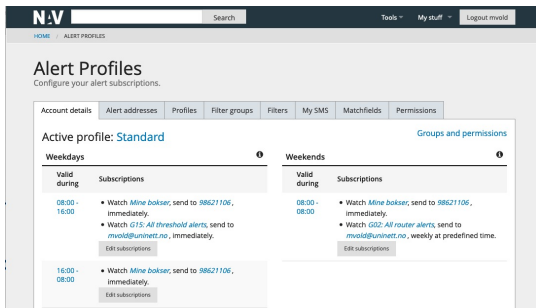 NAV Search Tools My stuff Logout mvold
HOME / ALERT PROFILES
Alert Profiles
Configure your alert subscriptions.
Account details Alert addresses Profiles Filter groups Filters My SMS Matchfields Permissions
Active profile: Standard
Groups and permissions
Weekdays
Valid during Subscriptions
08:00 - 16:00
• Watch Mine bokser, send to 98621106 ,
immediately.
• Watch G15: All threshold alerts, send to
mvold@uninett.no , immediately.
Edit subscriptions
16:00 - 08:00
• Watch Mine bokser, send to 98621106 ,
immediately.
Edit subscriptions
Weekends
Valid during Subscriptions
08:00 - 08:00
• Watch Mine bokser, send to 98621106 ,
immediately.
• Watch G02: All router alerts, send to
mvold@uninett.no , weekly at predefined time.
Edit subscriptions